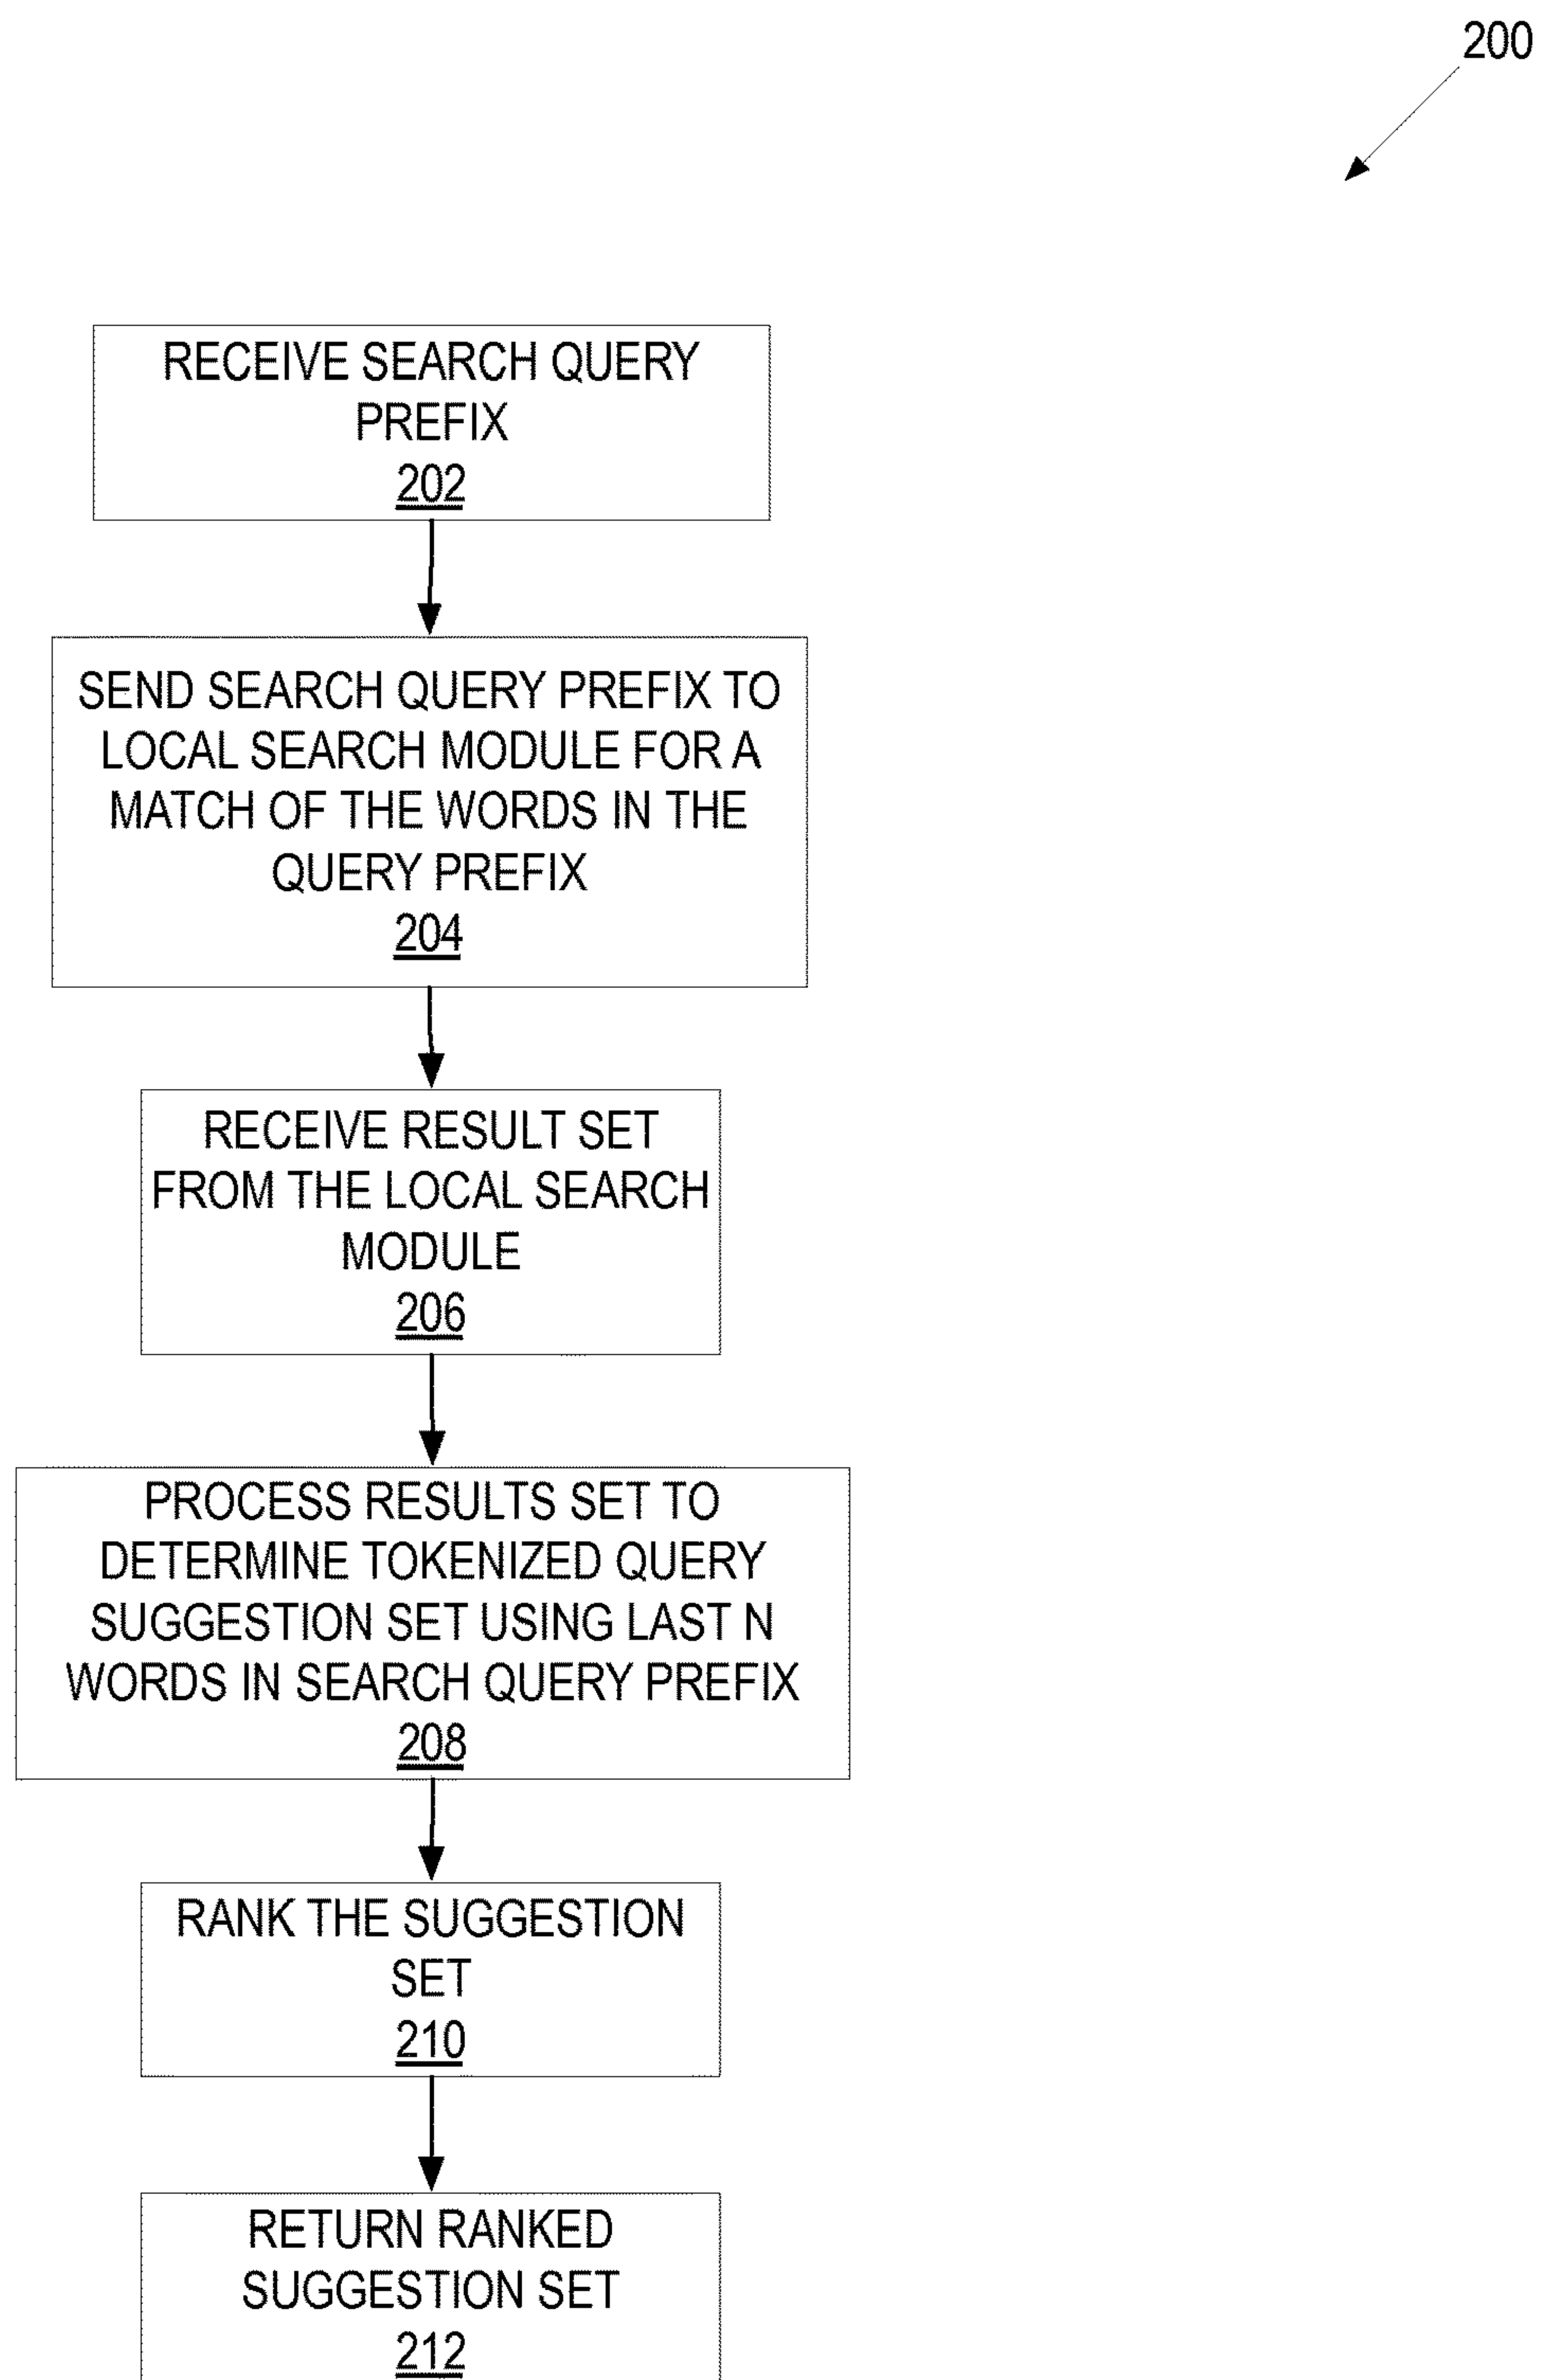 200
RECEIVE SEARCH QUERY
PREFIX
202
SEND SEARCH QUERY PREFIX TO
LOCAL SEARCH MODULE FOR A
MATCH OF THE WORDS IN THE
QUERY PREFIX
204
RECEIVE RESULT SET
FROM THE LOCAL SEARCH
MODULE
206
PROCESS RESULTS SET TO
DETERMINE TOKENIZED QUERY
SUGGESTION SET USING LAST N
WORDS IN SEARCH QUERY PREFIX
208
RANK THE SUGGESTION
SET
210
RETURN RANKED
SUGGESTION SET
212